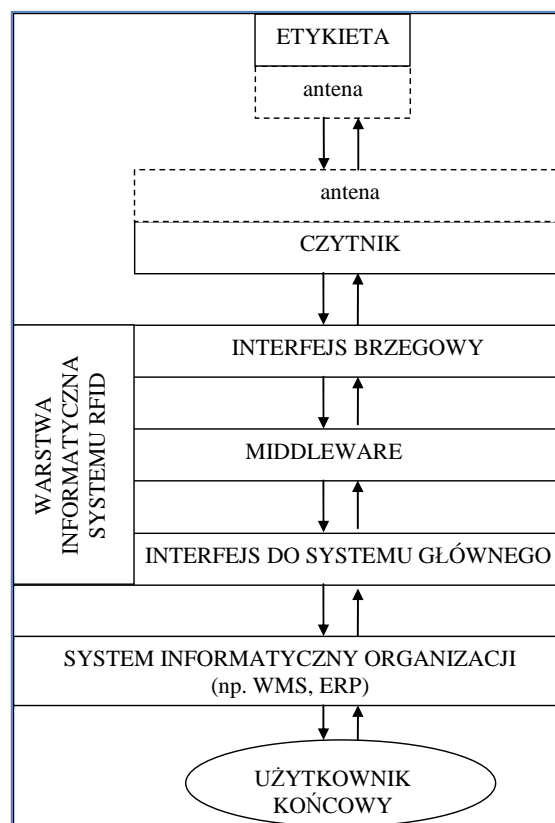 ETYKIETA
antena
antena
CZYTNIK
WARSTWA
INFORMATYCZNA
SYSTEMU RFID
INTERFEJS BRZEGOWY
MIDDLEWARE
INTERFEJS DO SYSTEMU GŁÓWNEGO
SYSTEM INFORMATYCZNY ORGANIZACJI
(np. WMS, ERP)
UŻYTKOWNIK
KOŃCOWY